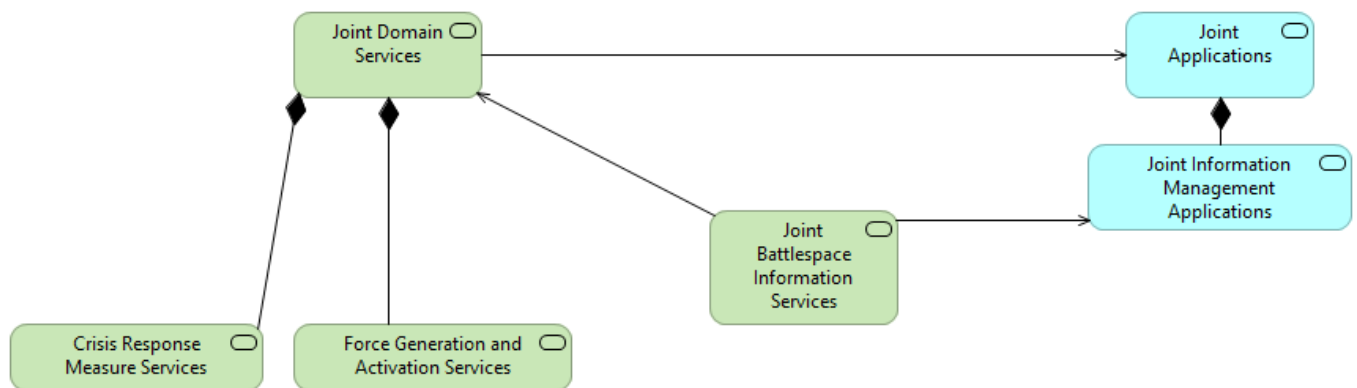 Joint Domain
Services
Joint
Applications
Joint Information
Management
Applications
Joint
Battlespace
Information
Services
Crisis Response
Measure Services
Force Generation and
Activation Services